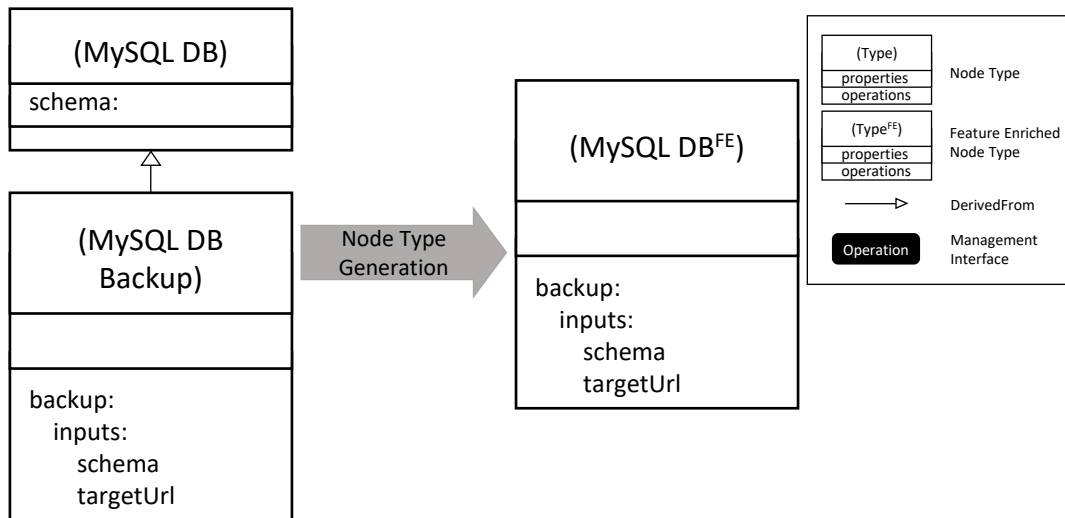 (MySQL DB)
schema:
(MySQL DB
Backup)
backup:
inputs:
schema
targetUrl
Node Type
Generation
(MySQL DBFE)
backup:
inputs:
schema
targetUrl
(Type)
properties
operations
Node Type
(TypeFE)
properties
operations
Feature Enriched
Node Type
DerivedFrom
Operation
Management
Interface